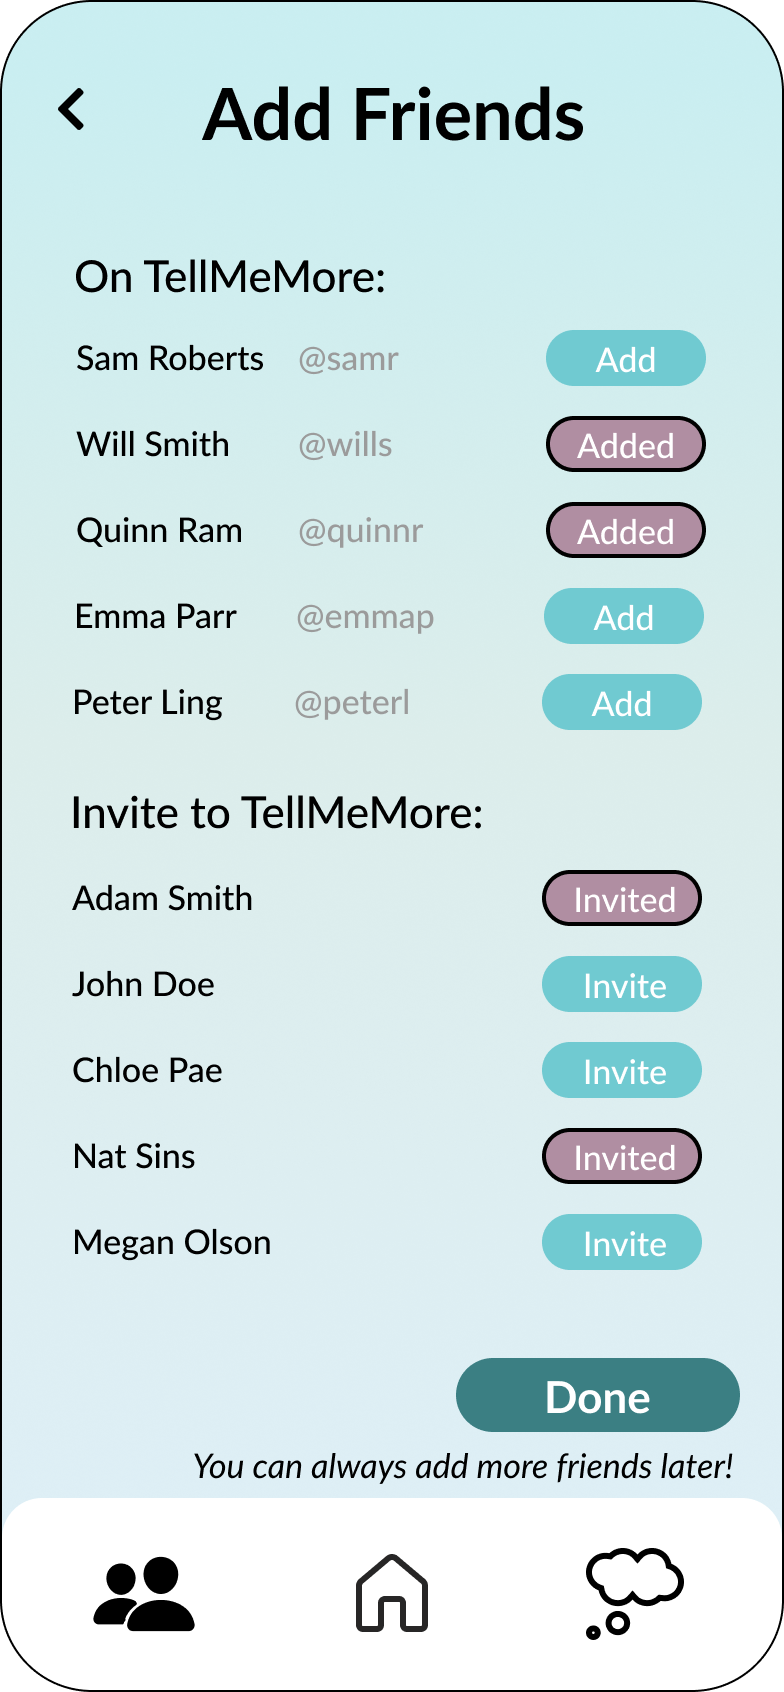 Add Friends
On TellMeMore:
Sam Roberts @samr Add
Will Smith @wills Added
Quinn Ram @quinnr Added
Emma Parr @emmap Add
Peter Ling @peterl Add
Invite to TellMeMore:
Adam Smith Invited
John Doe Invite
Chloe Pae Invite
Nat Sins Invited
Megan Olson Invite
Done
You can always add more friends later!